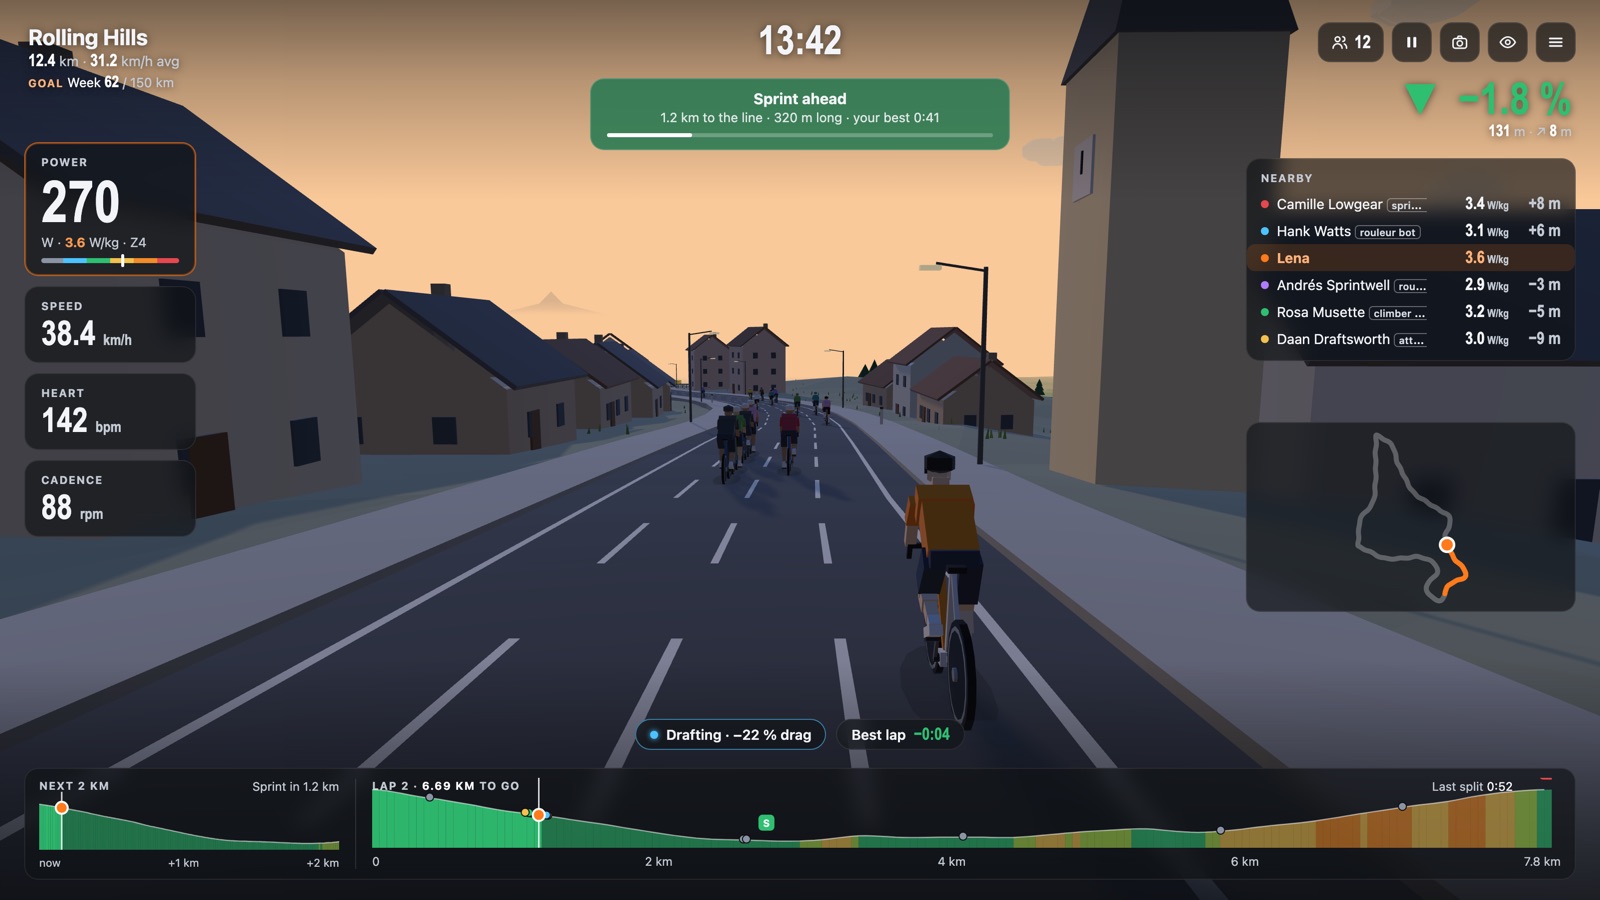 Rolling Hills
12.4 km · 31.2 km/h avg
GOAL Week 62 / 150 km
13:42
12
Sprint ahead
1.2 km to the line · 320 m long · your best 0:41
▼ −1.8 %
131 m · ↗ 8 m
POWER
270
W · 3.6 W/kg · Z4
SPEED
38.4 km/h
HEART
142 bpm
CADENCE
88 rpm
NEARBY
Camille Lowgear spri... 3.4 W/kg +8 m
Hank Watts rouleur bot 3.1 W/kg +6 m
Lena 3.6 W/kg
Andrés Sprintwell rou... 2.9 W/kg −3 m
Rosa Musette climber ... 3.2 W/kg −5 m
Daan Draftsworth att... 3.0 W/kg −9 m
Drafting · −22 % drag
Best lap −0:04
NEXT 2 KM Sprint in 1.2 km
now +1 km +2 km
LAP 2 · 6.69 KM TO GO Last split 0:52
S
0 2 km 4 km 6 km 7.8 km